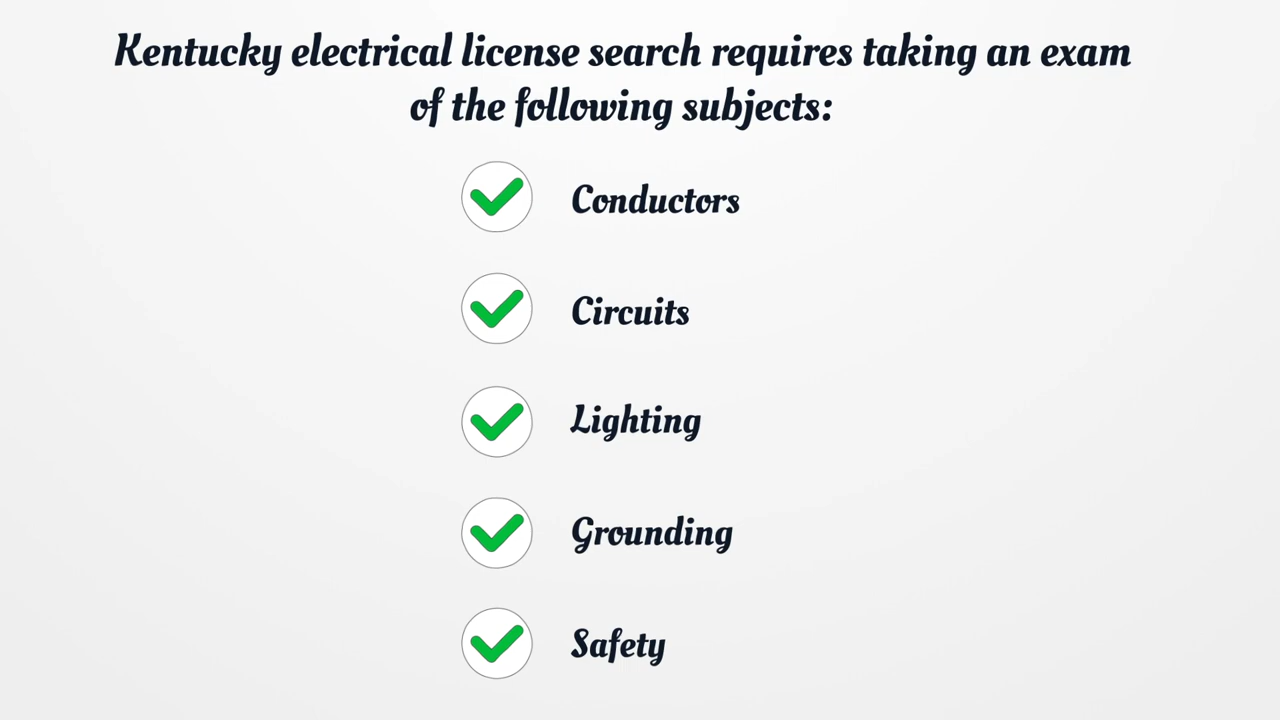 Kentucky electrical license search requires taking an exam
of the following subjects:
Conductors
Circuits
Lighting
Grounding
Safety